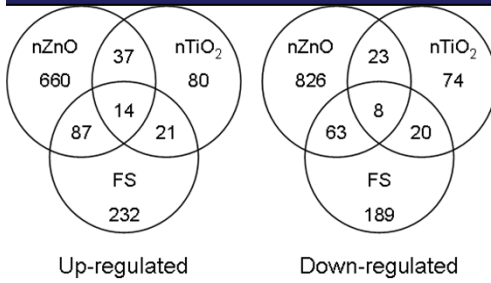 nZnO 37 nTiO2 nZnO 23 nTiO2
660 80 826 74
14 8
87 21 63 20
FS FS
232 189
Up-regulated Down-regulated